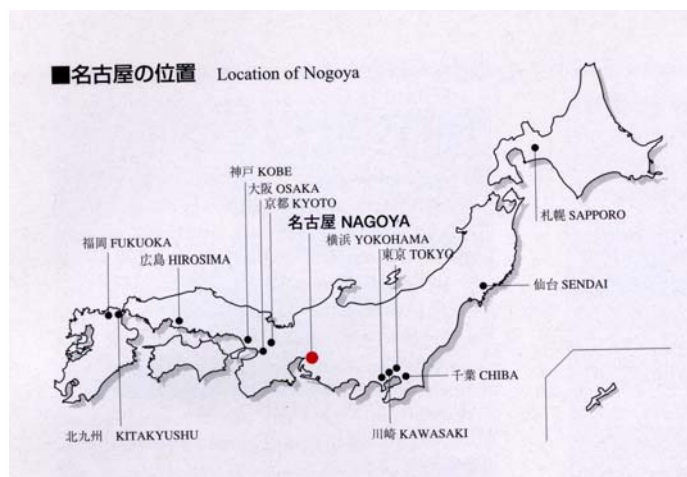 ■名古屋の位置 Location of Nogoya
神戸 KOBE
大阪 OSAKA
京都 KYOTO
名古屋 NAGOYA
横浜 YOKOHAMA
東京 TOKYO
札幌 SAPPORO
福岡 FUKUOKA
広島 HIROSIMA
仙台 SENDAI
千葉 CHIBA
北九州 KITAKYUSHU
川崎 KAWASAKI